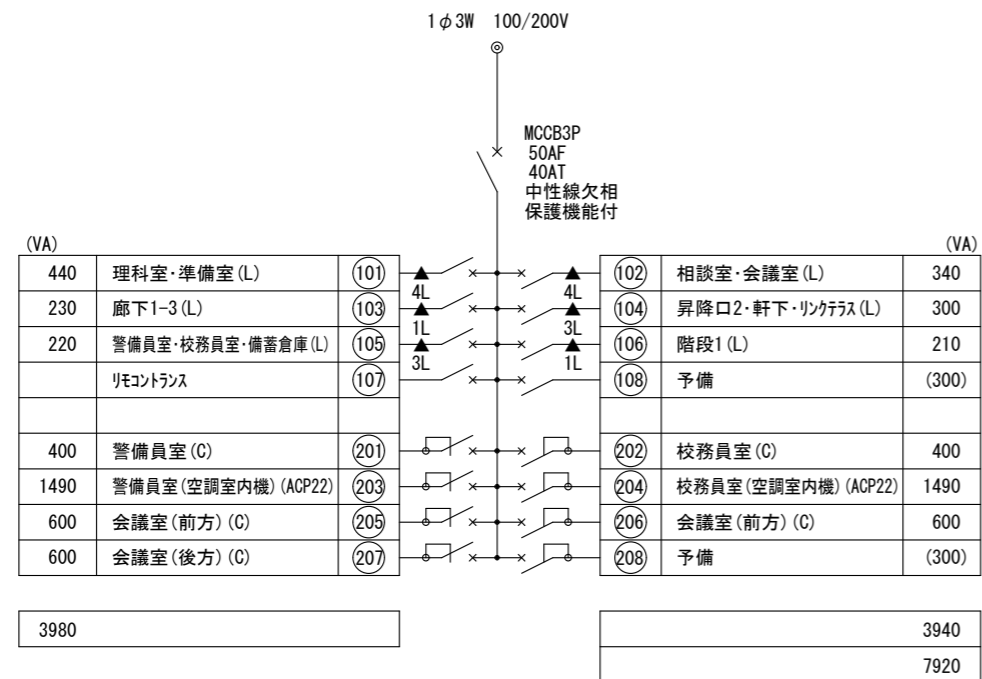 1φ3W 100/200V
MCCB3P
50AF
40AT
中性線欠相
保護機能付
(VA) (VA)
440 理科室・準備室(L) 101 4L 4L 102 相談室・会議室(L) 340
230 廊下1-3(L) 103 1L 3L 104 昇降口2・軒下・リンクテラス(L) 300
220 警備員室・校務員室・備蓄倉庫(L) 105 3L 1L 106 階段1(L) 210
リモコントランス 107 108 予備 (300)
400 警備員室(C) 201 202 校務員室(C) 400
1490 警備員室(空調室内機)(ACP22) 203 204 校務員室(空調室内機)(ACP22) 1490
600 会議室(前方)(C) 205 206 会議室(前方)(C) 600
600 会議室(後方)(C) 207 208 予備 (300)
3980 3940
7920